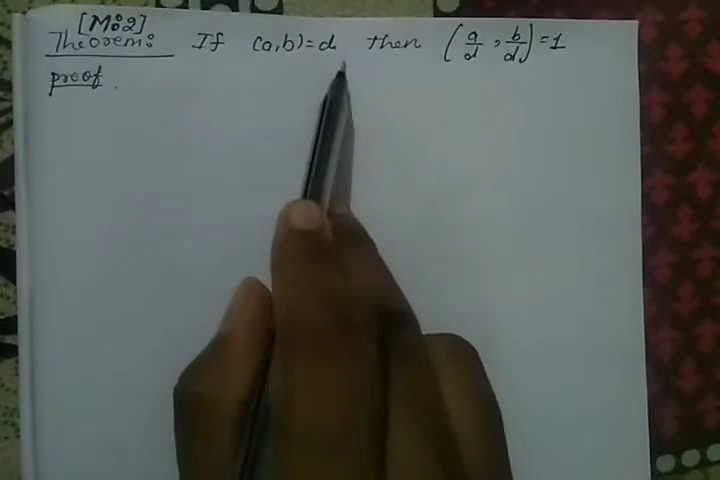 [M:2]
Theorem: If (a,b)=d then (a/d, b/d)=1
proof.